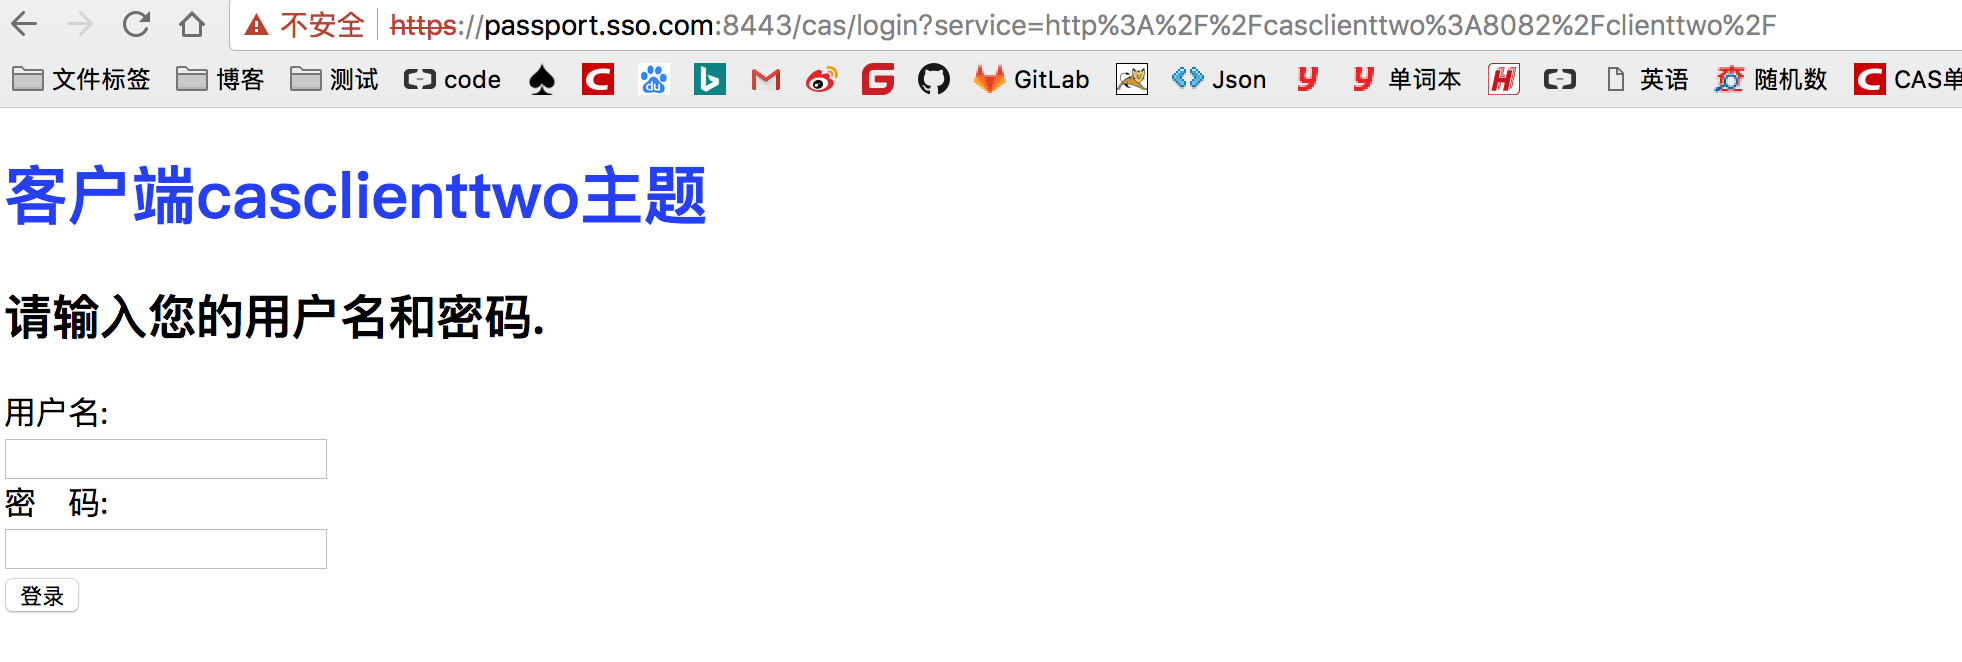 不安全 https://passport.sso.com:8443/cas/login?service=http%3A%2F%2Fcasclienttwo%3A8082%2Fclienttwo%2F
文件标签 博客 测试 code GitLab Json 单词本 英语 随机数 CAS单
客户端casclienttwo主题
请输入您的用户名和密码.
用户名:
密 码:
登录